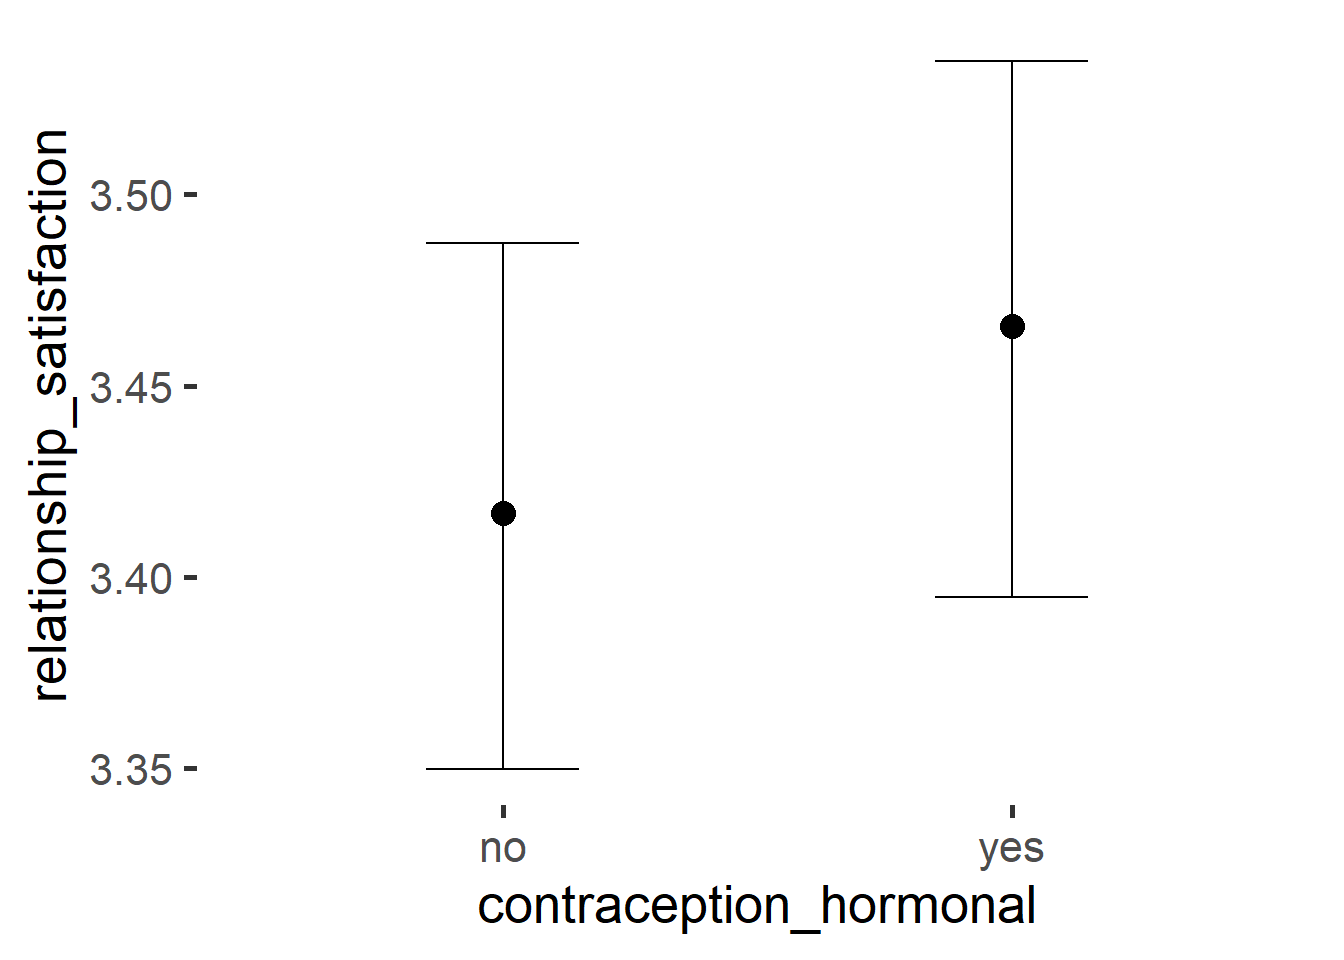 relationship_satisfaction
3.50
3.45
3.40
3.35
no
yes
contraception_hormonal